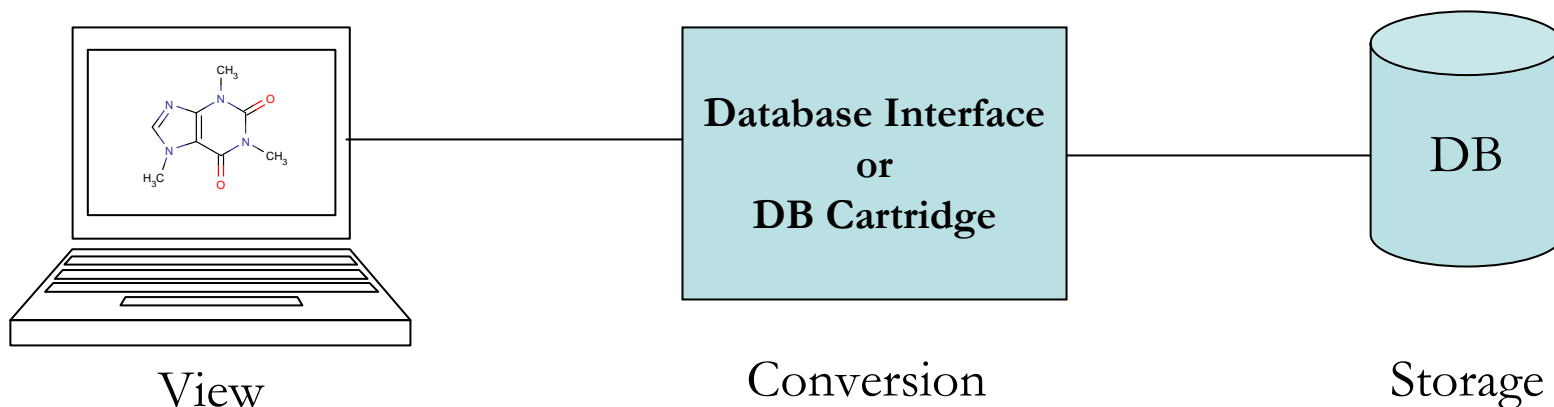 CH3
N
N
O
N
N
CH3
H3C
O
Database Interface
or
DB Cartridge
DB
View
Conversion
Storage